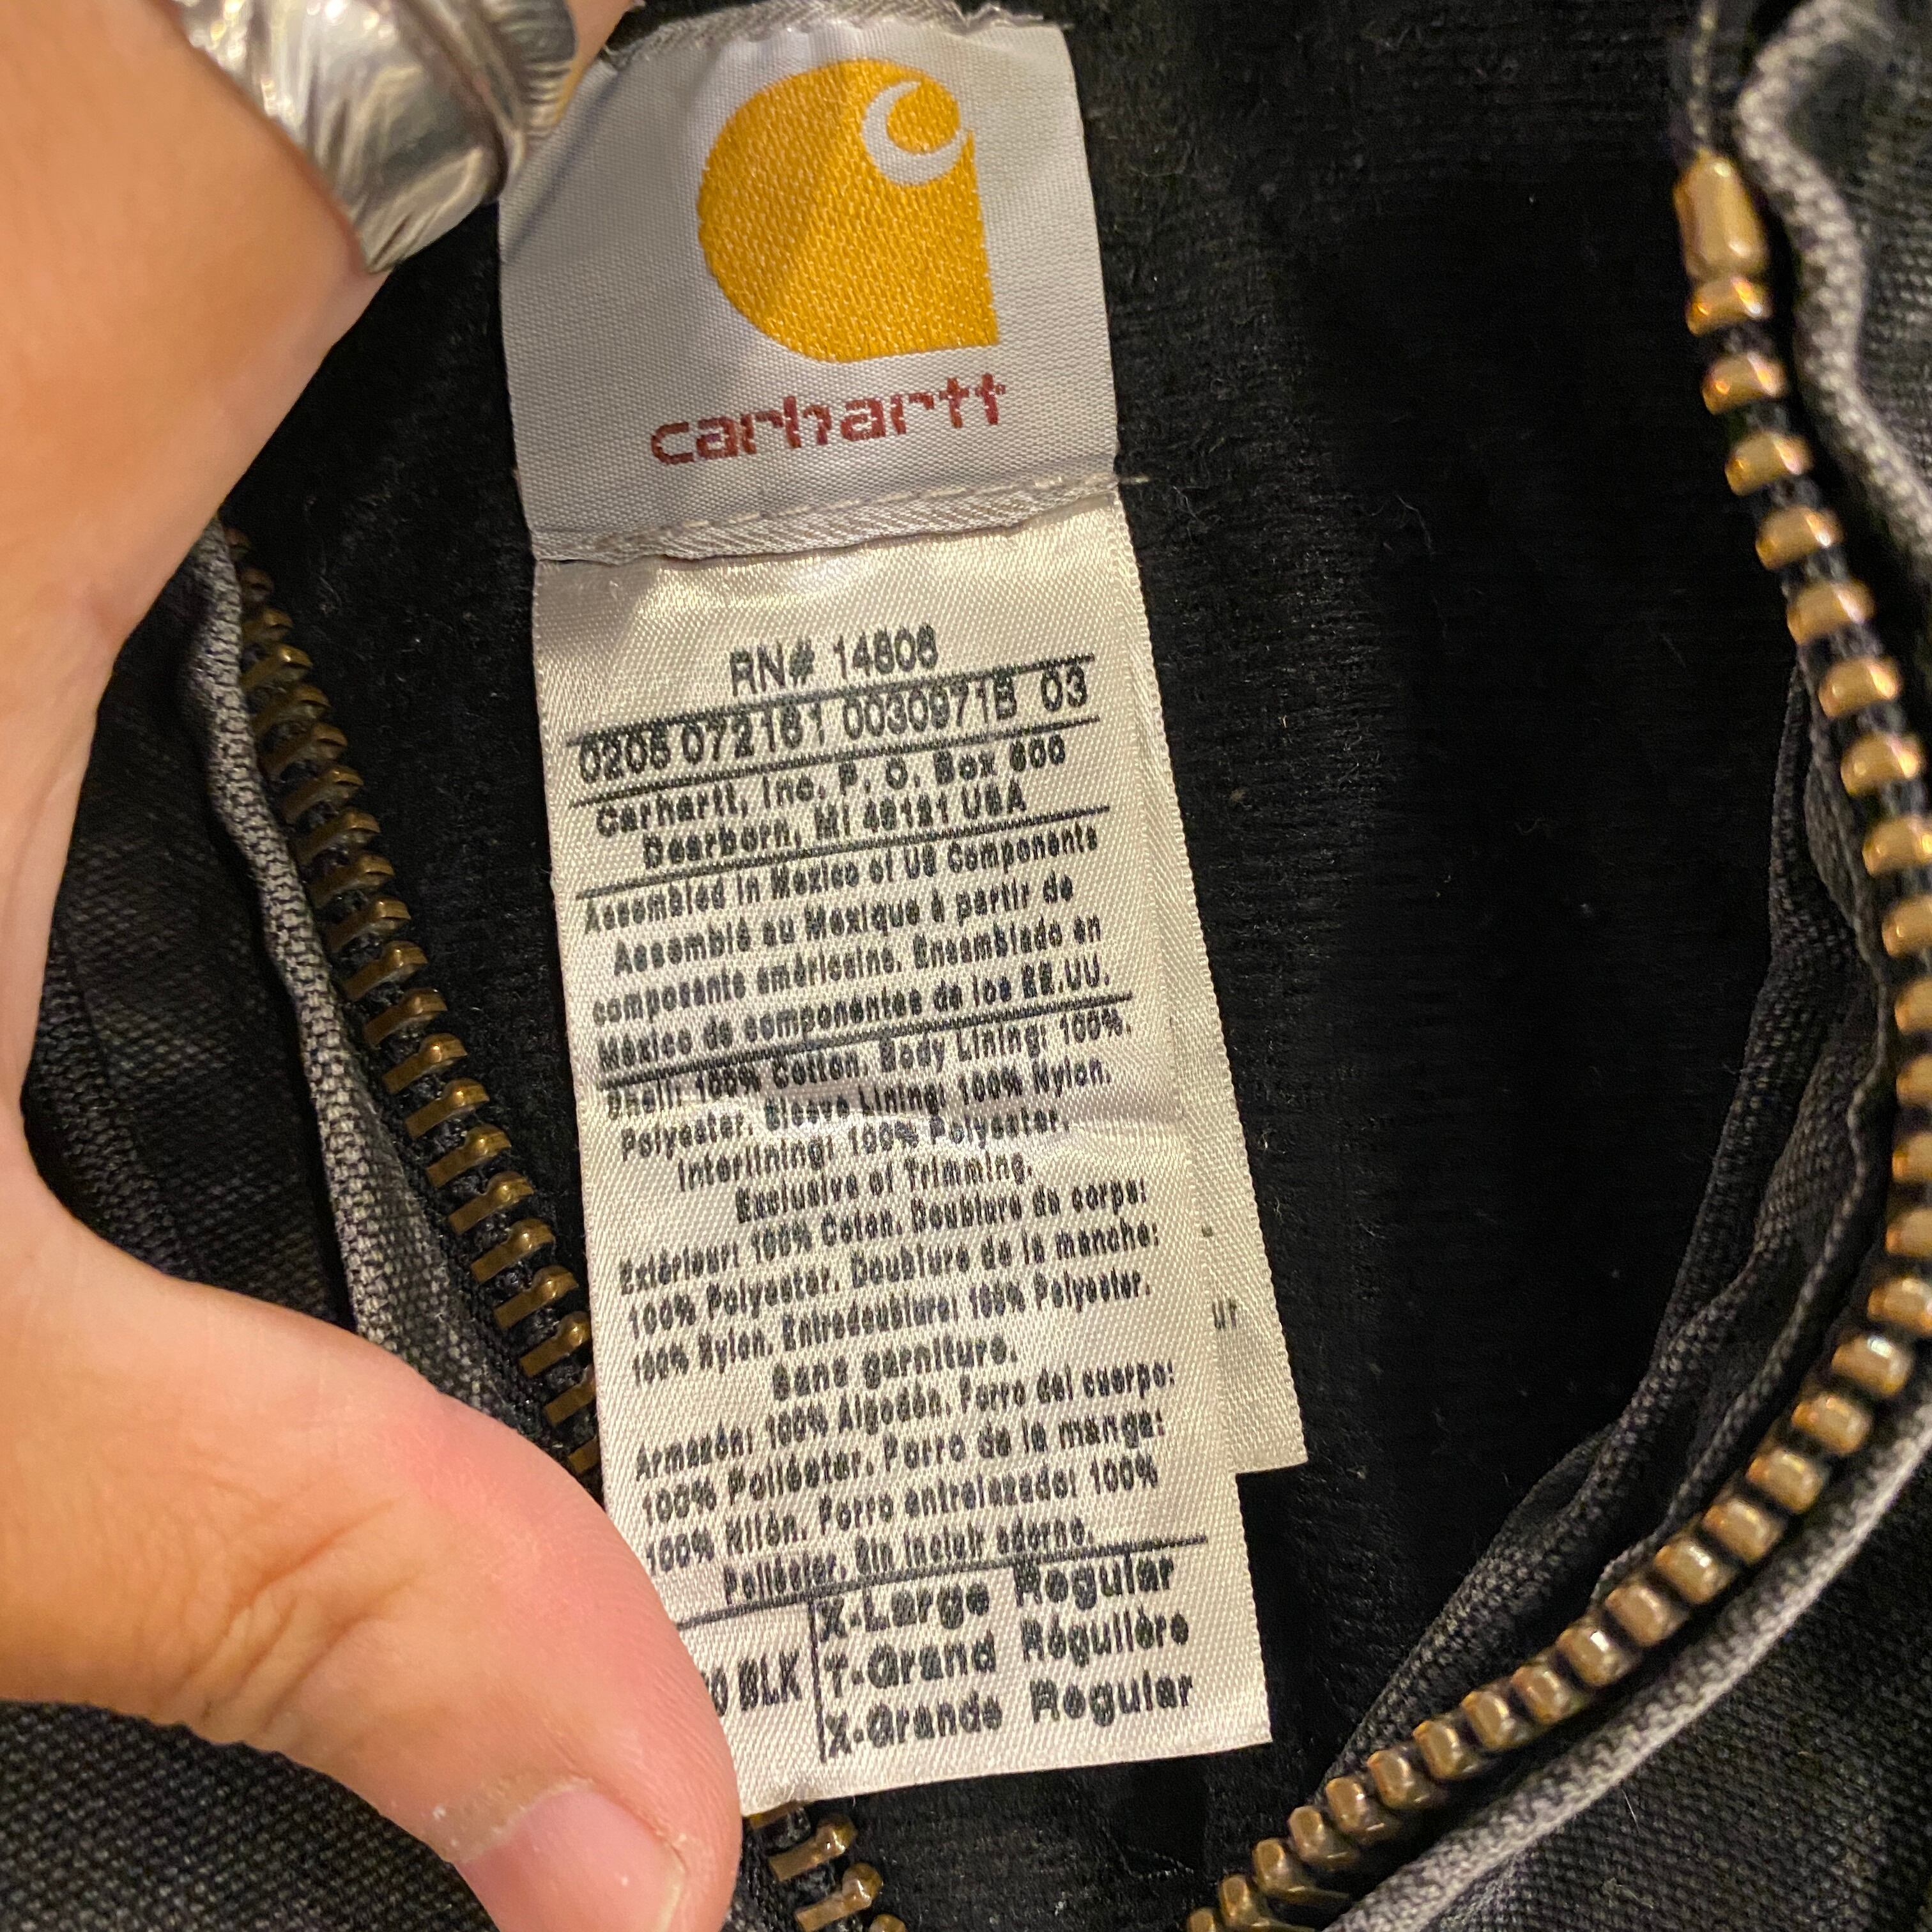 carhartt
RN# 14806
0205 072161 0030971B 03
Carhartt, Inc. P. O. Box 600
Dearborn, MI 48121 USA
Assembled in Mexico of US Components
Assemblé au Mexique à partir de
composants américains. Ensamblado en
México de componentes de los EE.UU.
Shell: 100% Cotton. Body Lining: 100%.
Polyester. Sleeve Lining: 100% Nylon.
Interlining: 100% Polyester.
Exclusive of Trimming.
Extérieur: 100% Coton. Doublure de corps:
100% Polyester. Doublure de la manche:
100% Nylon. Entredoublure: 100% Polyester.
Sans garniture.
Armazón: 100% Algodón. Forro del cuerpo:
100% Poliéster. Forro de la manga:
100% Nilón. Forro entrelazado: 100%
Poliéster. Sin incluir adorno.
BLK
X-Large Regular
T-Grand Régulière
X-Grande Regular
ur